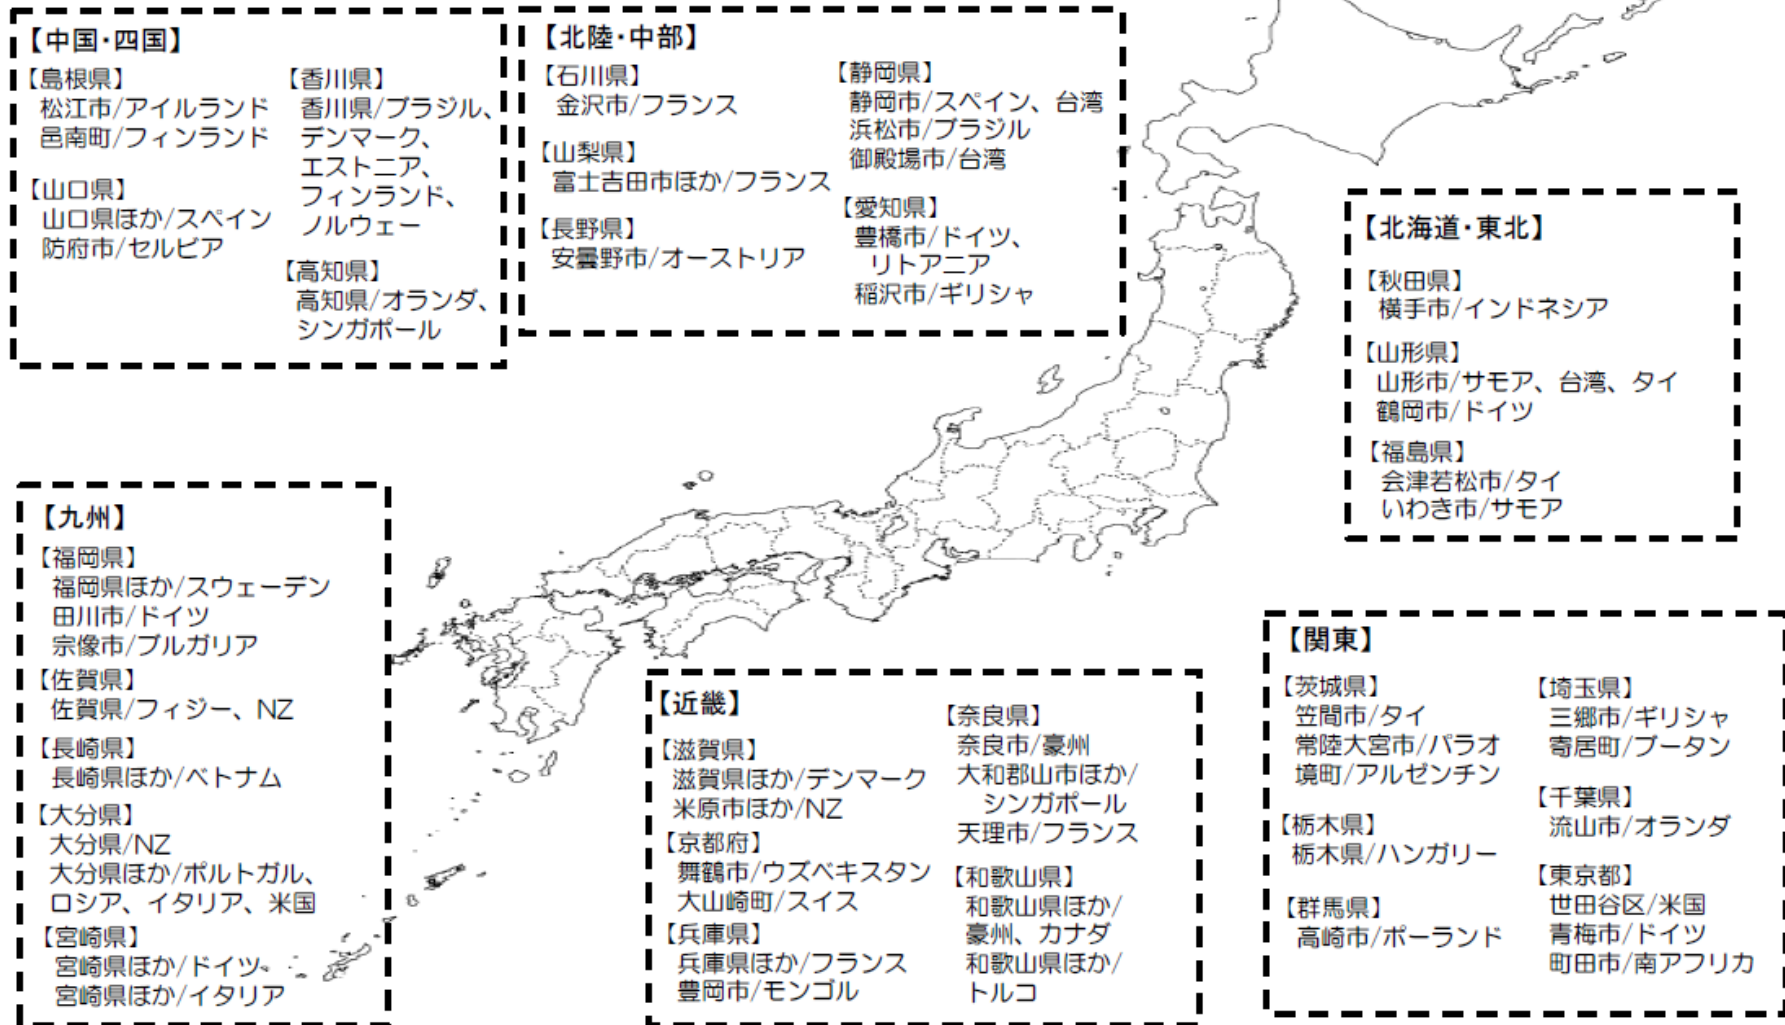 【中国・四国】
【島根県】
松江市/アイルランド
邑南町/フィンランド
【山口県】
山口県ほか/スペイン
防府市/セルビア
【香川県】
香川県/ブラジル、
デンマーク、
エストニア、
フィンランド、
ノルウェー
【高知県】
高知県/オランダ、
シンガポール
【北陸・中部】
【石川県】
金沢市/フランス
【山梨県】
富士吉田市ほか/フランス
【長野県】
安曇野市/オーストリア
【静岡県】
静岡市/スペイン、台湾
浜松市/ブラジル
御殿場市/台湾
【愛知県】
豊橋市/ドイツ、
リトアニア
稲沢市/ギリシャ
【北海道・東北】
【秋田県】
横手市/インドネシア
【山形県】
山形市/サモア、台湾、タイ
鶴岡市/ドイツ
【福島県】
会津若松市/タイ
いわき市/サモア
【九州】
【福岡県】
福岡県ほか/スウェーデン
田川市/ドイツ
宗像市/ブルガリア
【佐賀県】
佐賀県/フィジー、NZ
【長崎県】
長崎県ほか/ベトナム
【大分県】
大分県/NZ
大分県ほか/ポルトガル、
ロシア、イタリア、米国
【宮崎県】
宮崎県ほか/ドイツ
宮崎県ほか/イタリア
【近畿】
【滋賀県】
滋賀県ほか/デンマーク
米原市ほか/NZ
【京都府】
舞鶴市/ウズベキスタン
大山崎町/スイス
【兵庫県】
兵庫県ほか/フランス
豊岡市/モンゴル
【奈良県】
奈良市/豪州
大和郡山市ほか/
シンガポール
天理市/フランス
【和歌山県】
和歌山県ほか/
豪州、カナダ
和歌山県ほか/
トルコ
【関東】
【茨城県】
笠間市/タイ
常陸大宮市/パラオ
境町/アルゼンチン
【栃木県】
栃木県/ハンガリー
【群馬県】
高崎市/ポーランド
【埼玉県】
三郷市/ギリシャ
寄居町/ブータン
【千葉県】
流山市/オランダ
【東京都】
世田谷区/米国
青梅市/ドイツ
町田市/南アフリカ